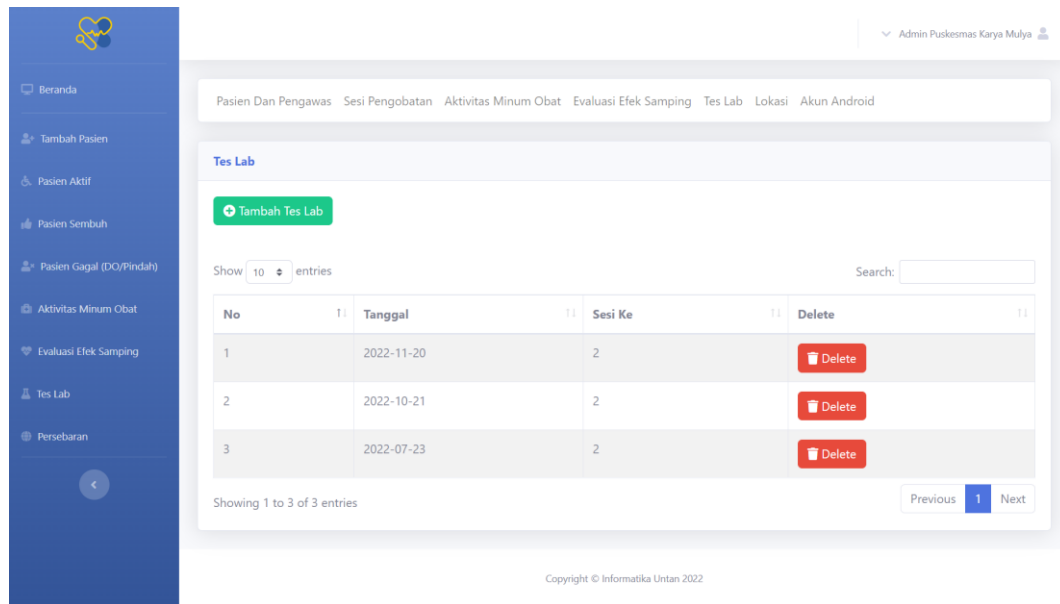 Admin Puskesmas Karya Mulya
Beranda
Tambah Pasien
Pasien Aktif
Pasien Sembuh
Pasien Gagal (DO/Pindah)
Aktivitas Minum Obat
Evaluasi Efek Samping
Tes Lab
Persebaran
Pasien Dan Pengawas Sesi Pengobatan Aktivitas Minum Obat Evaluasi Efek Samping Tes Lab Lokasi Akun Android
Tes Lab
Tambah Tes Lab
Show 10 entries Search:
No Tanggal Sesi Ke Delete
1 2022-11-20 2 Delete
2 2022-10-21 2 Delete
3 2022-07-23 2 Delete
Showing 1 to 3 of 3 entries Previous 1 Next
Copyright © Informatika Untan 2022